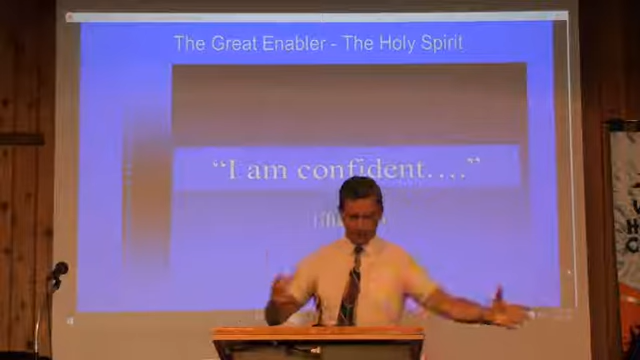 The Great Enabler - The Holy Spirit
“I am confident….”